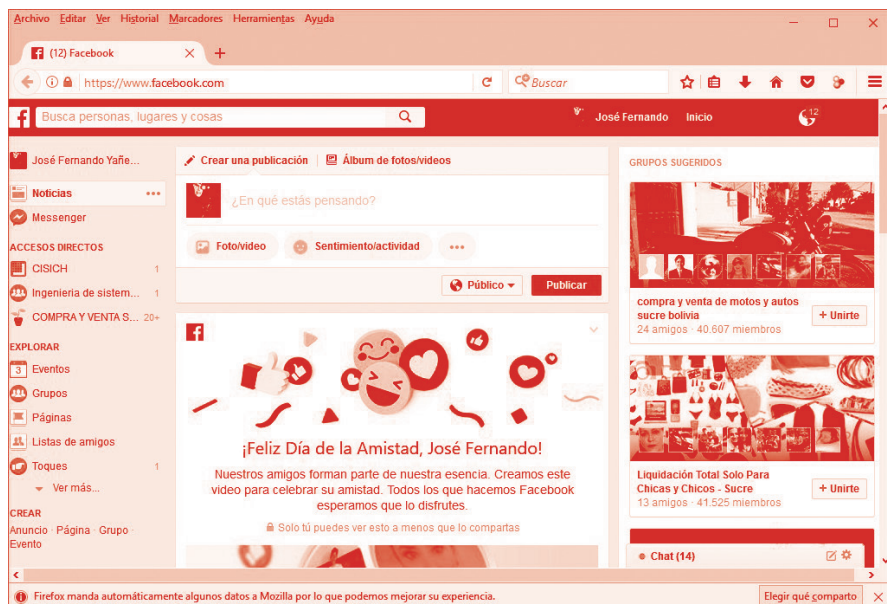 Archivo Editar Ver Historial Marcadores Herramientas Ayuda
(12) Facebook
https://www.facebook.com
Buscar
Busca personas, lugares y cosas
José Fernando Inicio
12
José Fernando Yañe...
Noticias
Messenger
ACCESOS DIRECTOS
CISICH 1
Ingenieria de sistem... 1
COMPRA Y VENTA S... 20+
EXPLORAR
3 Eventos
Grupos
Páginas
Listas de amigos
Toques 1
Ver más...
CREAR
Anuncio · Página · Grupo ·
Evento
Crear una publicación
Álbum de fotos/videos
¿En qué estás pensando?
Foto/video
Sentimiento/actividad
Público
Publicar
¡Feliz Día de la Amistad, José Fernando!
Nuestros amigos forman parte de nuestra esencia. Creamos este
video para celebrar su amistad. Todos los que hacemos Facebook
esperamos que lo disfrutes.
Solo tú puedes ver esto a menos que lo compartas
GRUPOS SUGERIDOS
compra y venta de motos y autos
sucre bolivia
24 amigos · 40.607 miembros
+ Unirte
Liquidación Total Solo Para
Chicas y Chicos - Sucre
13 amigos · 41.525 miembros
+ Unirte
Chat (14)
Firefox manda automáticamente algunos datos a Mozilla por lo que podemos mejorar su experiencia.
Elegir qué comparto